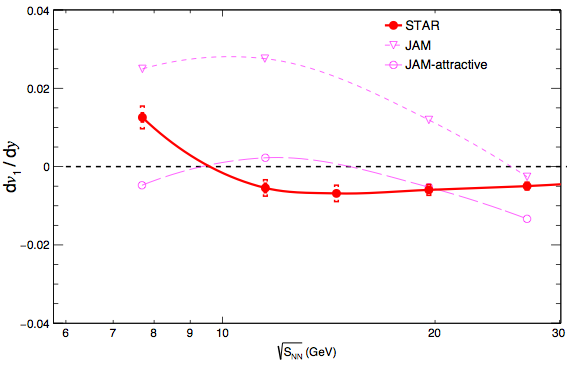 0.04
0.02
0
−0.02
−0.04
dv₁ / dy
STAR
JAM
JAM-attractive
6 7 8 9 10 20 30
√S_NN (GeV)